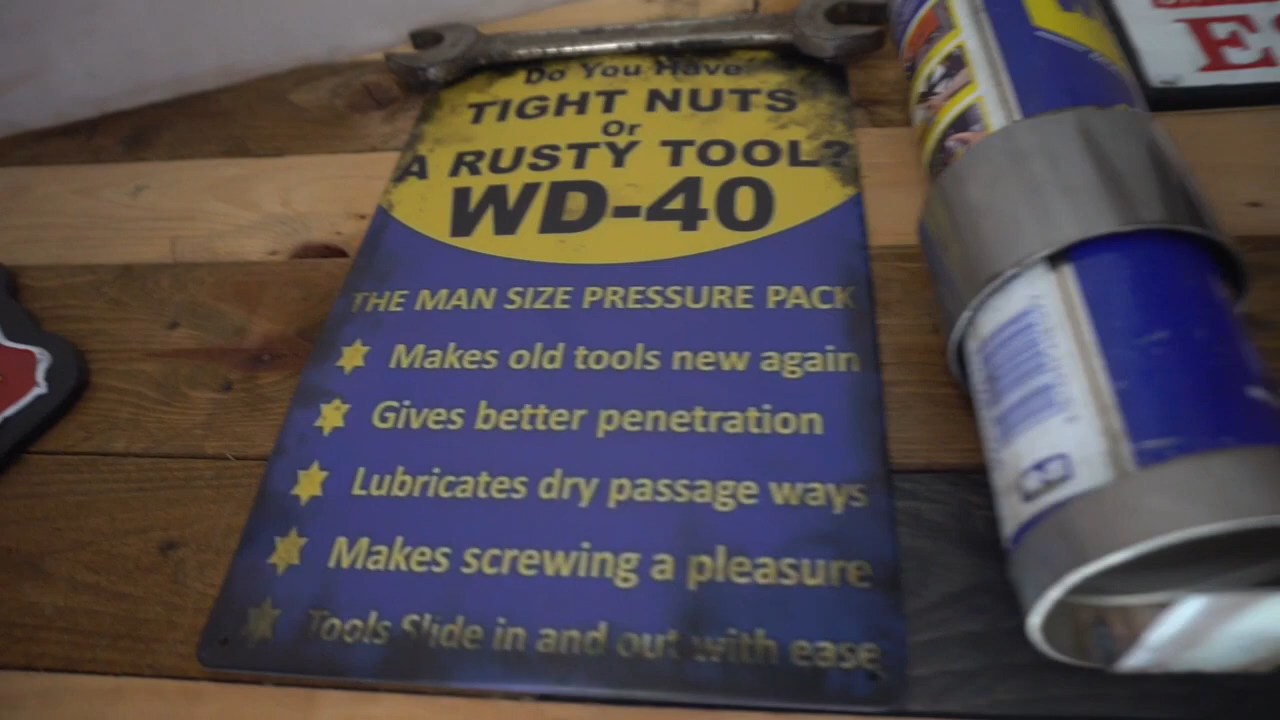 Do You Have
TIGHT NUTS
Or
A RUSTY TOOL?
WD-40
THE MAN SIZE PRESSURE PACK
Makes old tools new again
Gives better penetration
Lubricates dry passage ways
Makes screwing a pleasure
Tools Slide in and out with ease